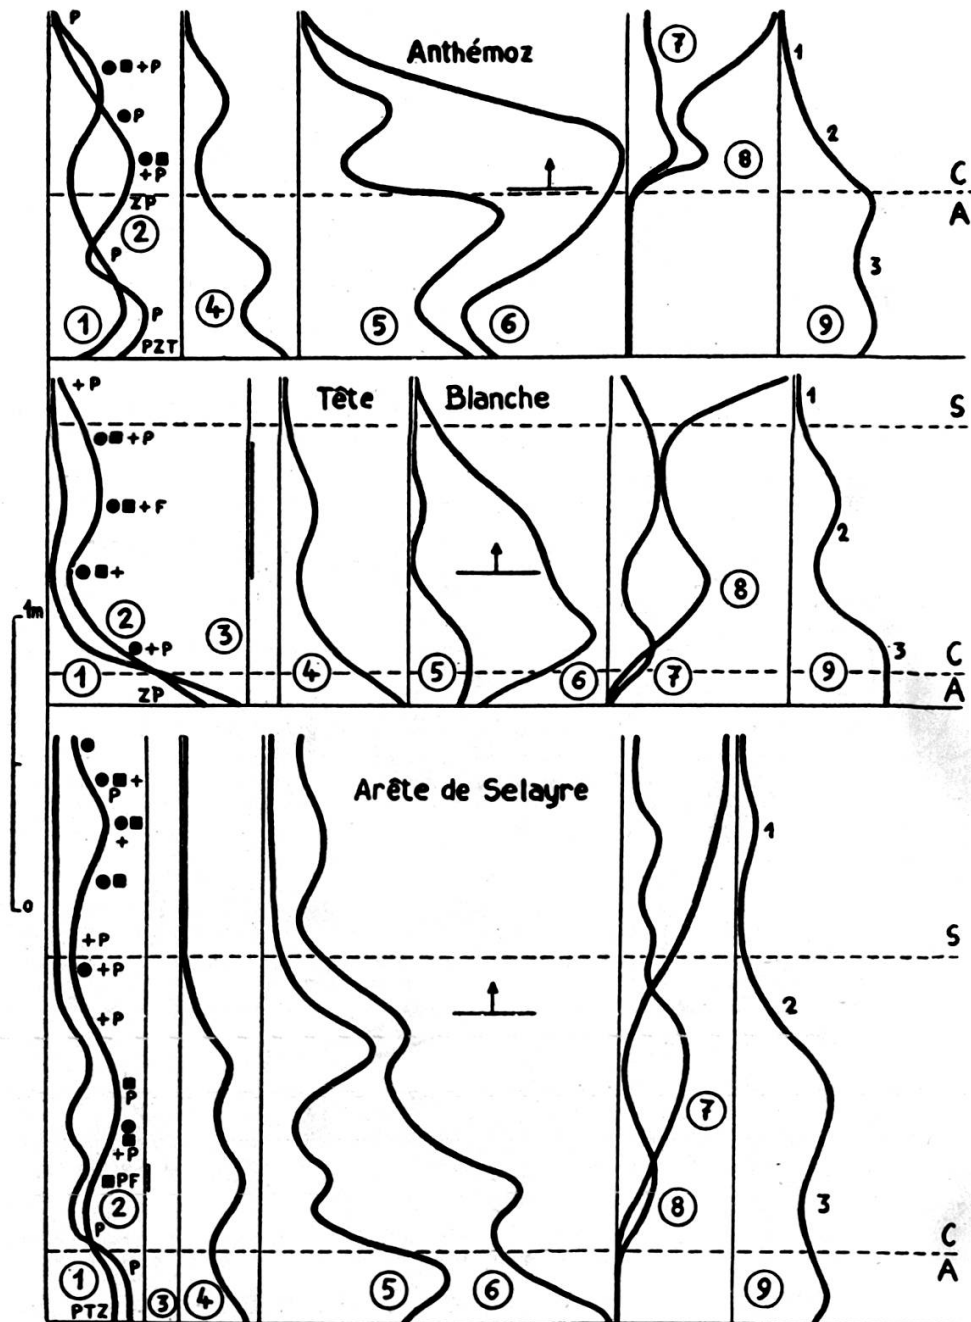 P
Anthémoz
7
1
+P
P
2
8
+P
C
ZP
A
2
P
3
1
4
P
5
6
9
PZT
+P
Tête Blanche
1
S
+P
+F
2
+
8
1m
2
3
+P
3
1
4
5
6
7
9
C
ZP
A
Arête de Selayre
+
P
1
+
0
+P
S
+P
2
+P
P
7
+P
PF
2
8
3
P
C
P
A
1
3
4
5
6
9
PTZ